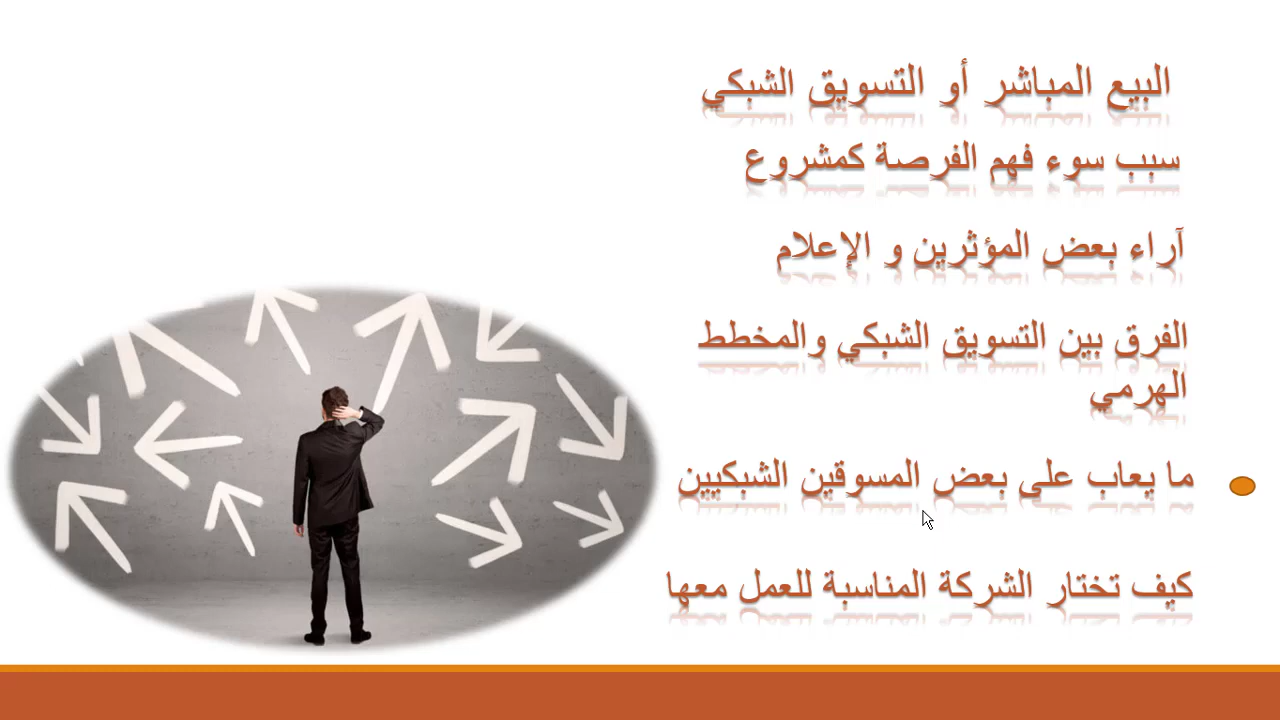 البيع المباشر أو التسويق الشبكي
سبب سوء فهم الفرصة كمشروع
آراء بعض المؤثرين و الإعلام
الفرق بين التسويق الشبكي والمخطط
الهرمي
ما يعاب على بعض المسوقين الشبكيين
كيف تختار الشركة المناسبة للعمل معها